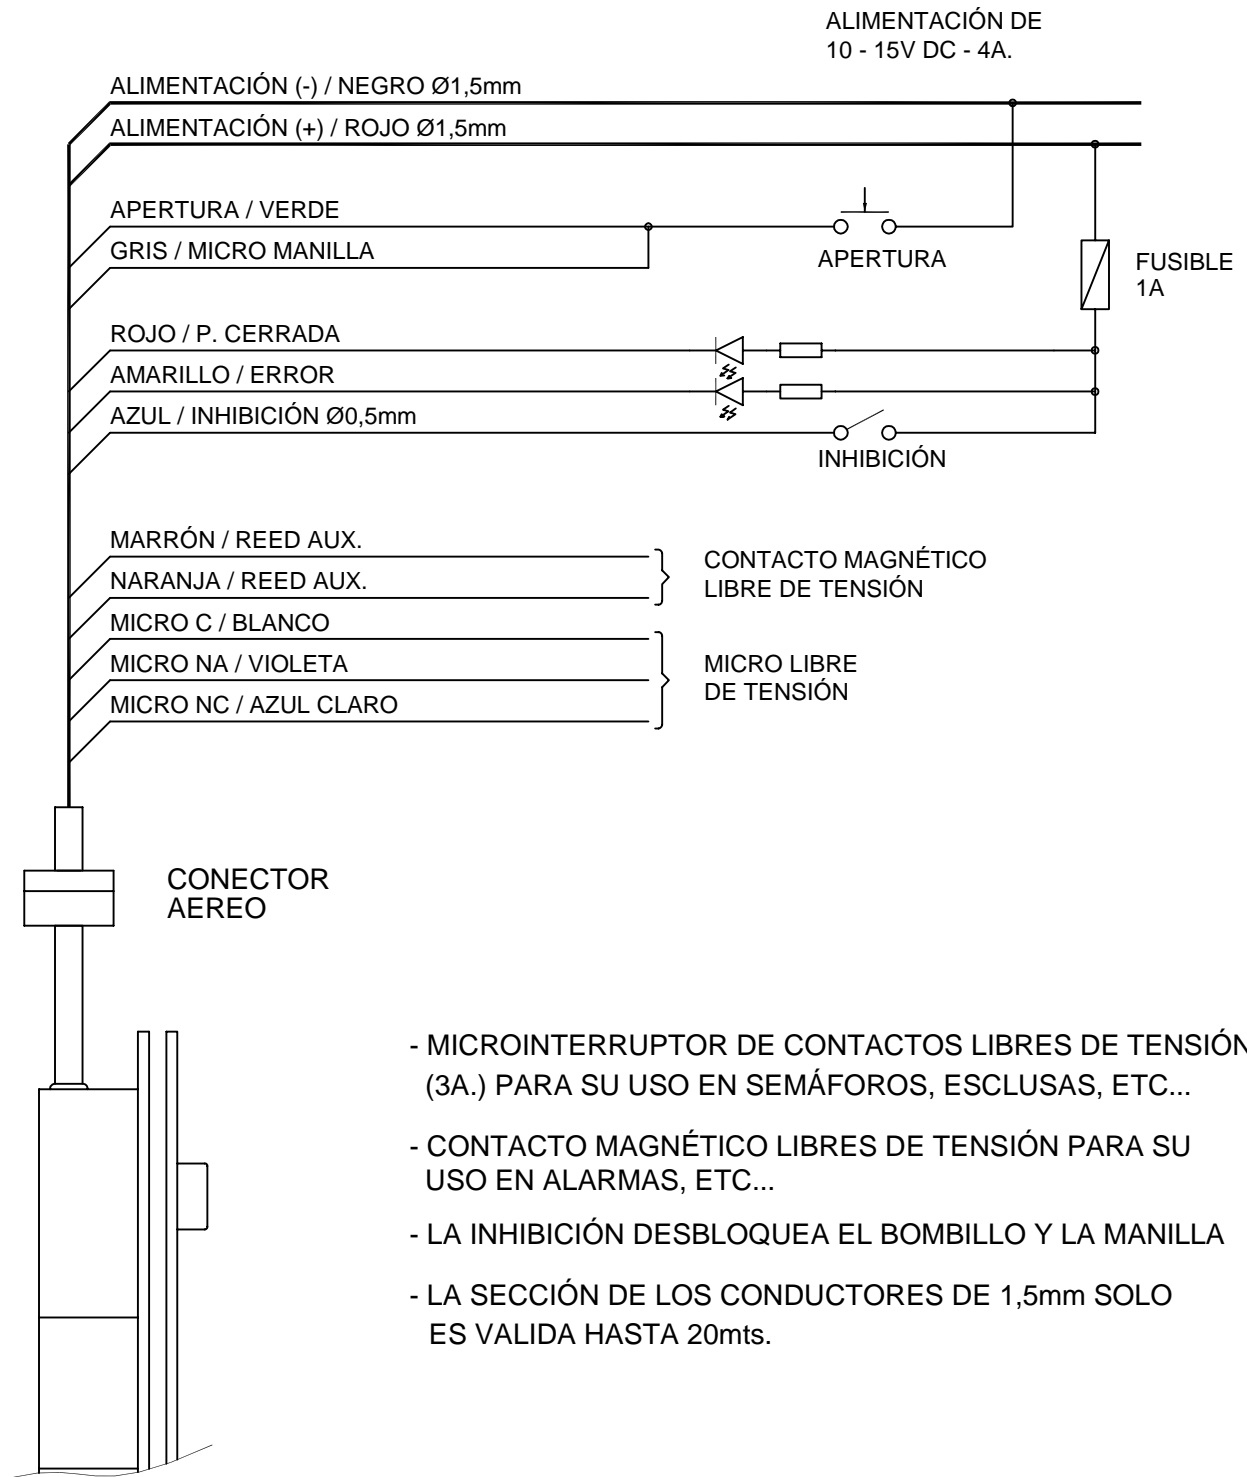 ALIMENTACIÓN DE
10 - 15V DC - 4A.
ALIMENTACIÓN (-) / NEGRO Ø1,5mm
ALIMENTACIÓN (+) / ROJO Ø1,5mm
APERTURA / VERDE
GRIS / MICRO MANILLA
APERTURA
FUSIBLE
1A
ROJO / P. CERRADA
AMARILLO / ERROR
AZUL / INHIBICIÓN Ø0,5mm
INHIBICIÓN
MARRÓN / REED AUX.
NARANJA / REED AUX.
CONTACTO MAGNÉTICO
LIBRE DE TENSIÓN
MICRO C / BLANCO
MICRO NA / VIOLETA
MICRO NC / AZUL CLARO
MICRO LIBRE
DE TENSIÓN
CONECTOR
AEREO
- MICROINTERRUPTOR DE CONTACTOS LIBRES DE TENSIÓN
(3A.) PARA SU USO EN SEMÁFOROS, ESCLUSAS, ETC...
- CONTACTO MAGNÉTICO LIBRES DE TENSIÓN PARA SU
USO EN ALARMAS, ETC...
- LA INHIBICIÓN DESBLOQUEA EL BOMBILLO Y LA MANILLA
- LA SECCIÓN DE LOS CONDUCTORES DE 1,5mm SOLO
ES VALIDA HASTA 20mts.